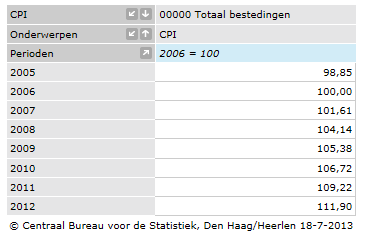 CPI 00000 Totaal bestedingen
Onderwerpen CPI
Perioden 2006 = 100
2005 98,85
2006 100,00
2007 101,61
2008 104,14
2009 105,38
2010 106,72
2011 109,22
2012 111,90
© Centraal Bureau voor de Statistiek, Den Haag/Heerlen 18-7-2013